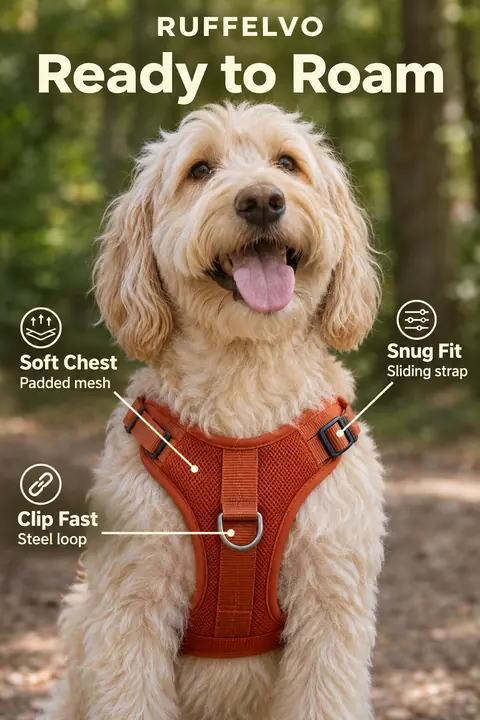 RUFFELVO
Ready to Roam
Soft Chest
Padded mesh
Snug Fit
Sliding strap
Clip Fast
Steel loop